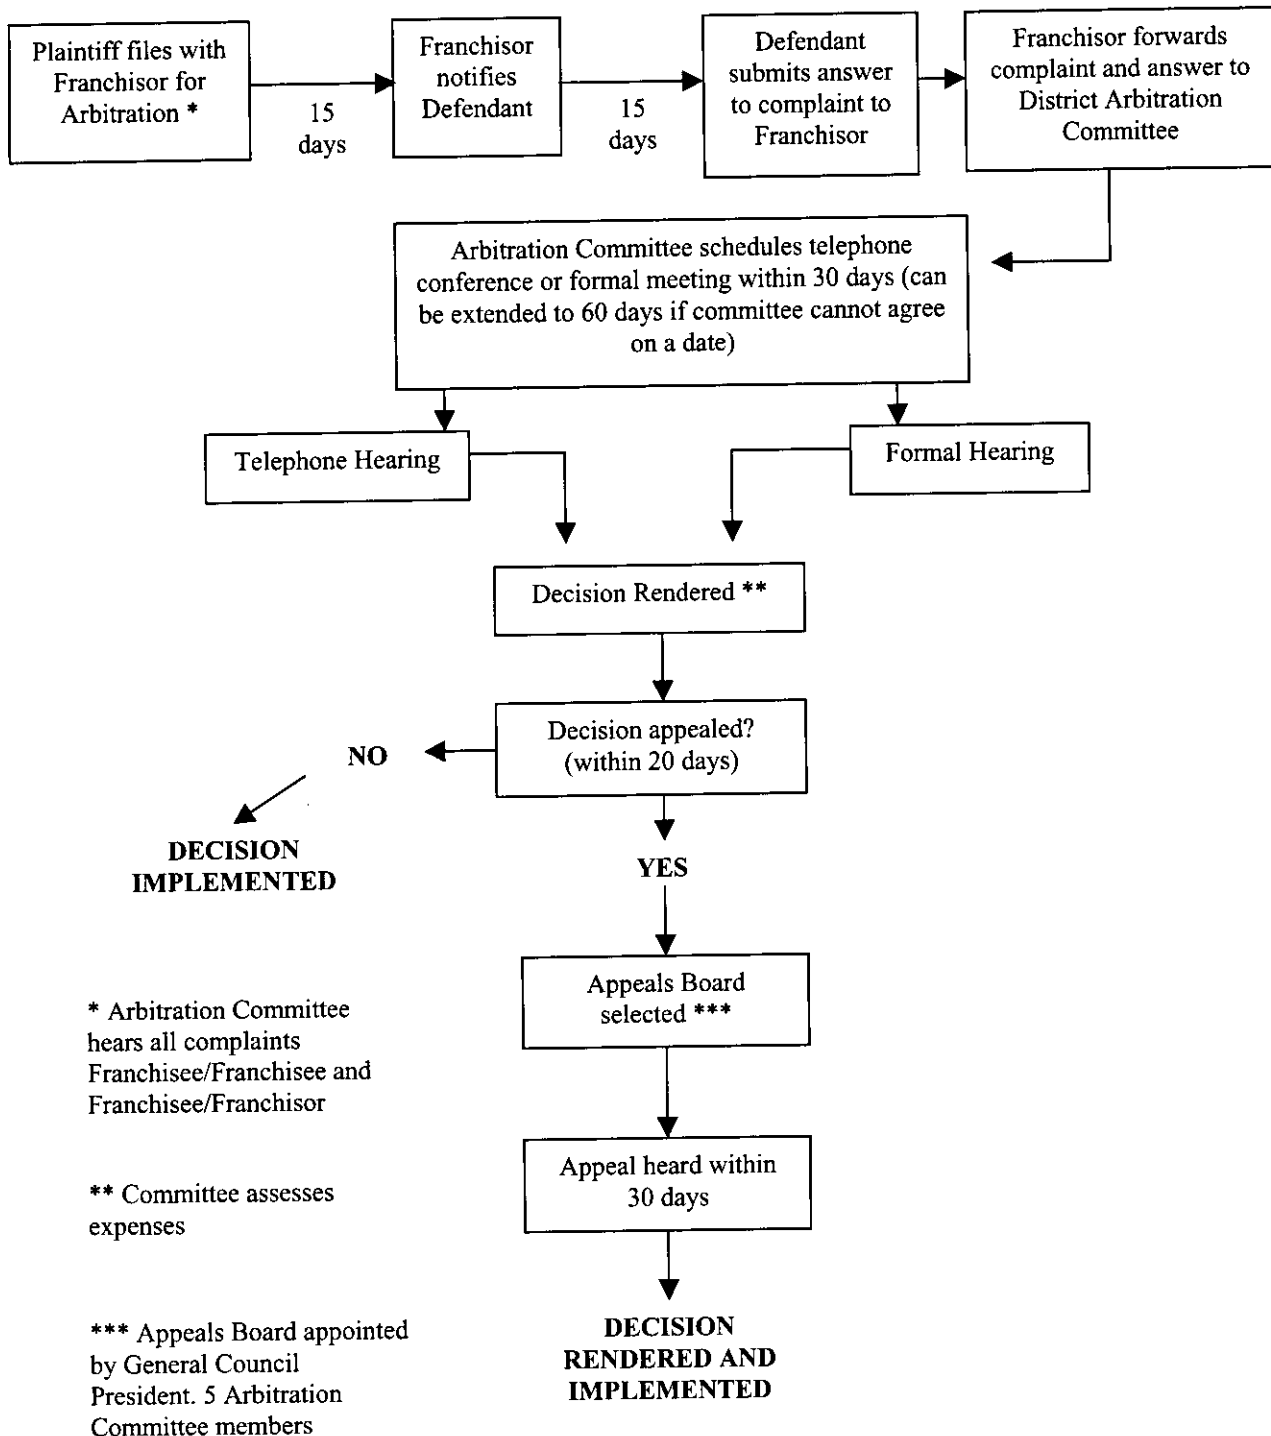 Plaintiff files with
Franchisor for
Arbitration *
15
days
Franchisor
notifies
Defendant
15
days
Defendant
submits answer
to complaint to
Franchisor
Franchisor forwards
complaint and answer to
District Arbitration
Committee
Arbitration Committee schedules telephone
conference or formal meeting within 30 days (can
be extended to 60 days if committee cannot agree
on a date)
Telephone Hearing
Formal Hearing
Decision Rendered **
Decision appealed?
(within 20 days)
NO
DECISION
IMPLEMENTED
YES
Appeals Board
selected ***
* Arbitration Committee
hears all complaints
Franchisee/Franchisee and
Franchisee/Franchisor
Appeal heard within
30 days
** Committee assesses
expenses
DECISION
RENDERED AND
IMPLEMENTED
*** Appeals Board appointed
by General Council
President. 5 Arbitration
Committee members